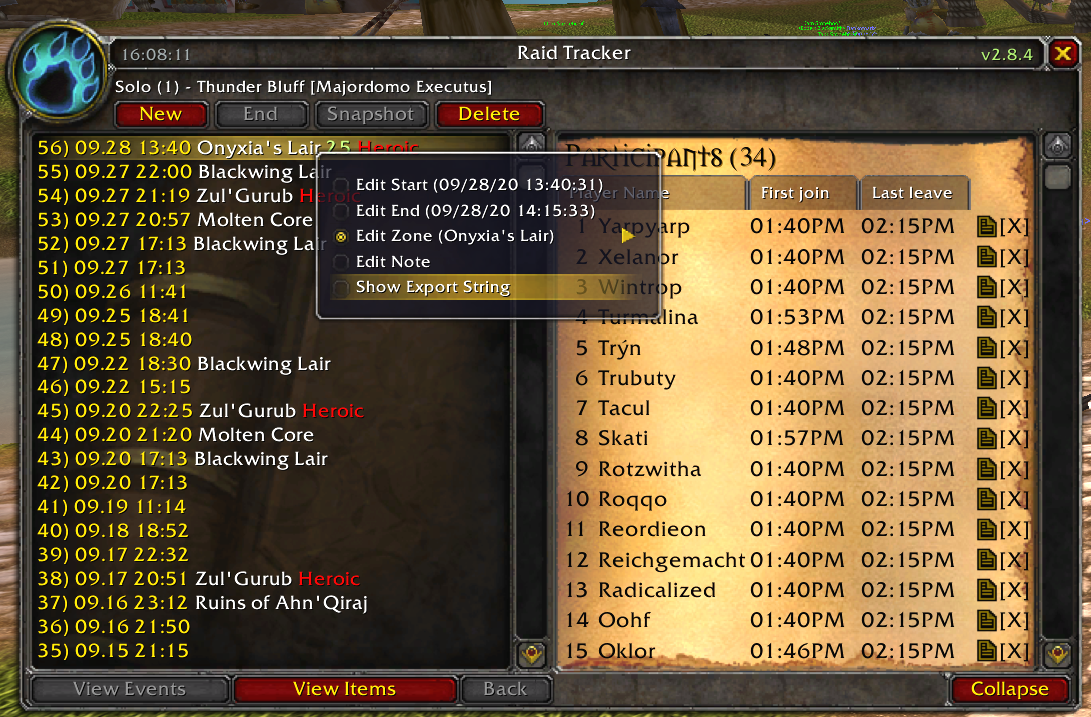 16:08:11
Raid Tracker
v2.8.4
Solo (1) - Thunder Bluff [Majordomo Executus]
New
End
Snapshot
Delete
56) 09.28 13:40 Onyxia's Lair 25 Heroic
55) 09.27 22:00 Blackwing Lair
54) 09.27 21:19 Zul'Gurub
53) 09.27 20:57 Molten Core
52) 09.27 17:13 Blackwing Lair
51) 09.27 17:13
50) 09.26 11:41
49) 09.25 18:41
48) 09.25 18:40
47) 09.22 18:30 Blackwing Lair
46) 09.22 15:15
45) 09.20 22:25 Zul'Gurub Heroic
44) 09.20 21:20 Molten Core
43) 09.20 17:13 Blackwing Lair
42) 09.20 17:13
41) 09.19 11:14
40) 09.18 18:52
39) 09.17 22:32
38) 09.17 20:51 Zul'Gurub Heroic
37) 09.16 23:12 Ruins of Ahn'Qiraj
36) 09.16 21:50
35) 09.15 21:15
Edit Start (09/28/20 13:40:31)
Edit End (09/28/20 14:15:33)
Edit Zone (Onyxia's Lair)
Edit Note
Show Export String
Participants (34)
Player Name First join Last leave
1 Yarpyarp 01:40PM 02:15PM [X]
2 Xelanor 01:40PM 02:15PM [X]
3 Wintrop 01:40PM 02:15PM [X]
4 Turmalina 01:53PM 02:15PM [X]
5 Trýn 01:48PM 02:15PM [X]
6 Trubuty 01:40PM 02:15PM [X]
7 Tacul 01:40PM 02:15PM [X]
8 Skati 01:57PM 02:15PM [X]
9 Rotzwitha 01:40PM 02:15PM [X]
10 Roqqo 01:40PM 02:15PM [X]
11 Reordieon 01:40PM 02:15PM [X]
12 Reichgemacht 01:40PM 02:15PM [X]
13 Radicalized 01:40PM 02:15PM [X]
14 Oohf 01:40PM 02:15PM [X]
15 Oklor 01:46PM 02:15PM [X]
View Events
View Items
Back
Collapse